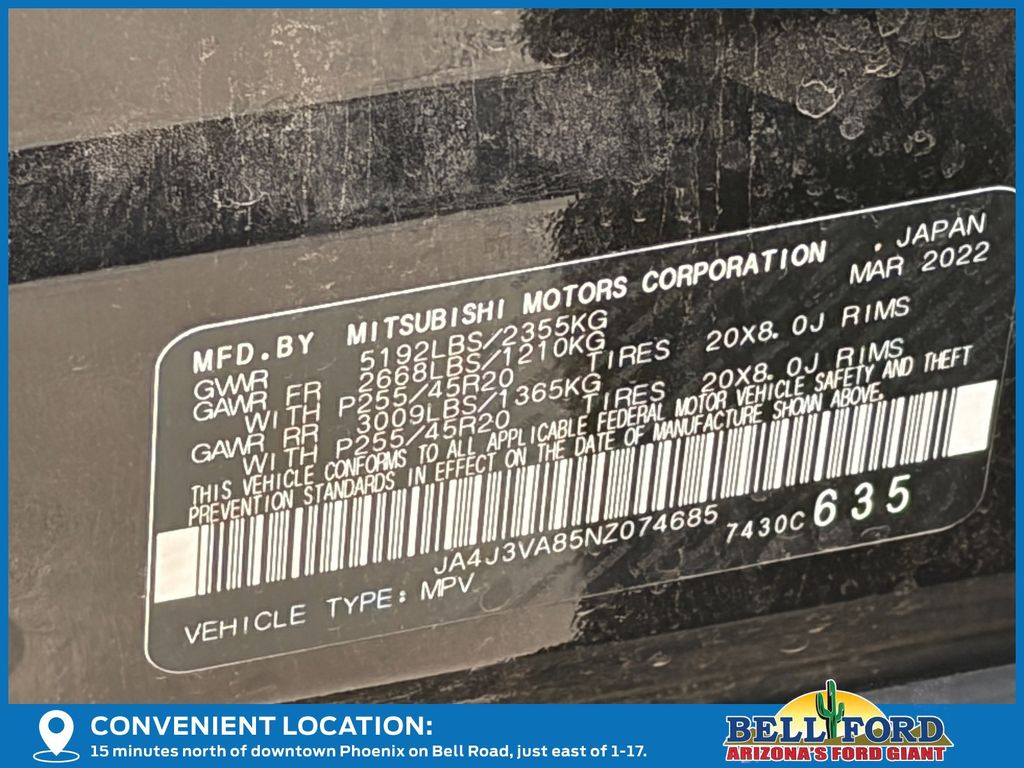 MFD.BY MITSUBISHI MOTORS CORPORATION . JAPAN
GVWR 5192LBS/2355KG MAR 2022
GAWR FR 2668LBS/1210KG
WITH P255/45R20 TIRES 20X8.0J RIMS
GAWR RR 3009LBS/1365KG
WITH P255/45R20 TIRES 20X8.0J RIMS
THIS VEHICLE CONFORMS TO ALL APPLICABLE FEDERAL MOTOR VEHICLE SAFETY AND THEFT
PREVENTION STANDARDS IN EFFECT ON THE DATE OF MANUFACTURE SHOWN ABOVE.
JA4J3VA85NZ074685 7430C 635
VEHICLE TYPE: MPV
CONVENIENT LOCATION:
15 minutes north of downtown Phoenix on Bell Road, just east of 1-17.
BELL FORD
ARIZONA'S FORD GIANT